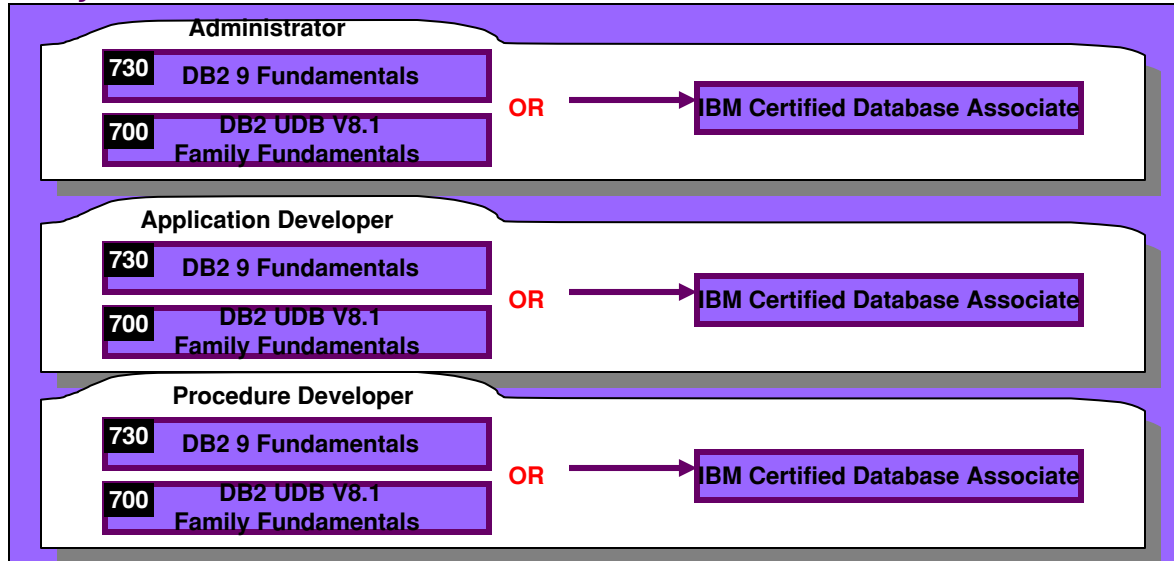 Administrator
730
DB2 9 Fundamentals
700
DB2 UDB V8.1
Family Fundamentals
OR
IBM Certified Database Associate
Application Developer
730
DB2 9 Fundamentals
700
DB2 UDB V8.1
Family Fundamentals
OR
IBM Certified Database Associate
Procedure Developer
730
DB2 9 Fundamentals
700
DB2 UDB V8.1
Family Fundamentals
OR
IBM Certified Database Associate